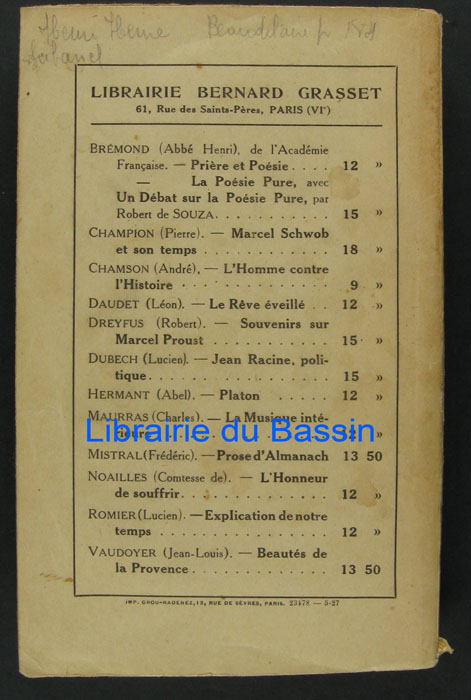 Henri Heine
LIBRAIRIE BERNARD GRASSET
61, Rue des Saints-Pères, PARIS (VIe)
BRÉMOND (Abbé Henri), de l'Académie
Française. — Prière et Poésie . . . . 12 »
— La Poésie Pure, avec
Un Débat sur la Poésie Pure, par
Robert de SOUZA. . . . . . . . . . . 15 »
CHAMPION (Pierre). — Marcel Schwob
et son temps . . . . . . . . . . . . 18 »
CHAMSON (André), — L'Homme contre
l'Histoire . . . . . . . . . . . . . . 9 »
DAUDET (Léon). — Le Rêve éveillé . . 12 »
DREYFUS (Robert). — Souvenirs sur
Marcel Proust . . . . . . . . . . . . 15 »
DUBECH (Lucien). — Jean Racine, poli-
tique. . . . . . . . . . . . . . . . . 15 »
HERMANT (Abel). — Platon . . . . . 12 »
MAURRAS (Charles). — La Musique inté-
rieure »
Librairie du Bassin
MISTRAL (Frédéric). — Prose d'Almanach 13 50
NOAILLES (Comtesse de). — L'Honneur
de souffrir. . . . . . . . . . . . . . 12 »
ROMIER (Lucien). — Explication de notre
temps . . . . . . . . . . . . . . . . 12 »
VAUDOYER (Jean-Louis). — Beautés de
la Provence . . . . . . . . . . . . . 13 50
IMP. CROU-RADENEZ, 13, RUE DE SÈVRES, PARIS. 23478 — 5-27